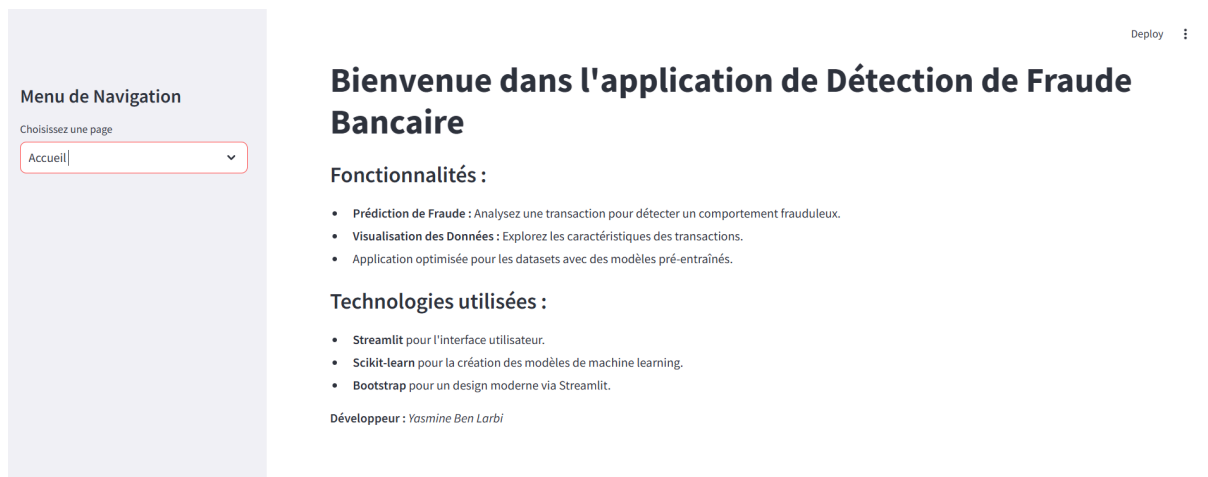 Deploy
Menu de Navigation
Choisissez une page
Accueil
Bienvenue dans l'application de Détection de Fraude
Bancaire
Fonctionnalités :
Prédiction de Fraude : Analysez une transaction pour détecter un comportement frauduleux.
Visualisation des Données : Explorez les caractéristiques des transactions.
Application optimisée pour les datasets avec des modèles pré-entraînés.
Technologies utilisées :
Streamlit pour l'interface utilisateur.
Scikit-learn pour la création des modèles de machine learning.
Bootstrap pour un design moderne via Streamlit.
Développeur : Yasmine Ben Larbi